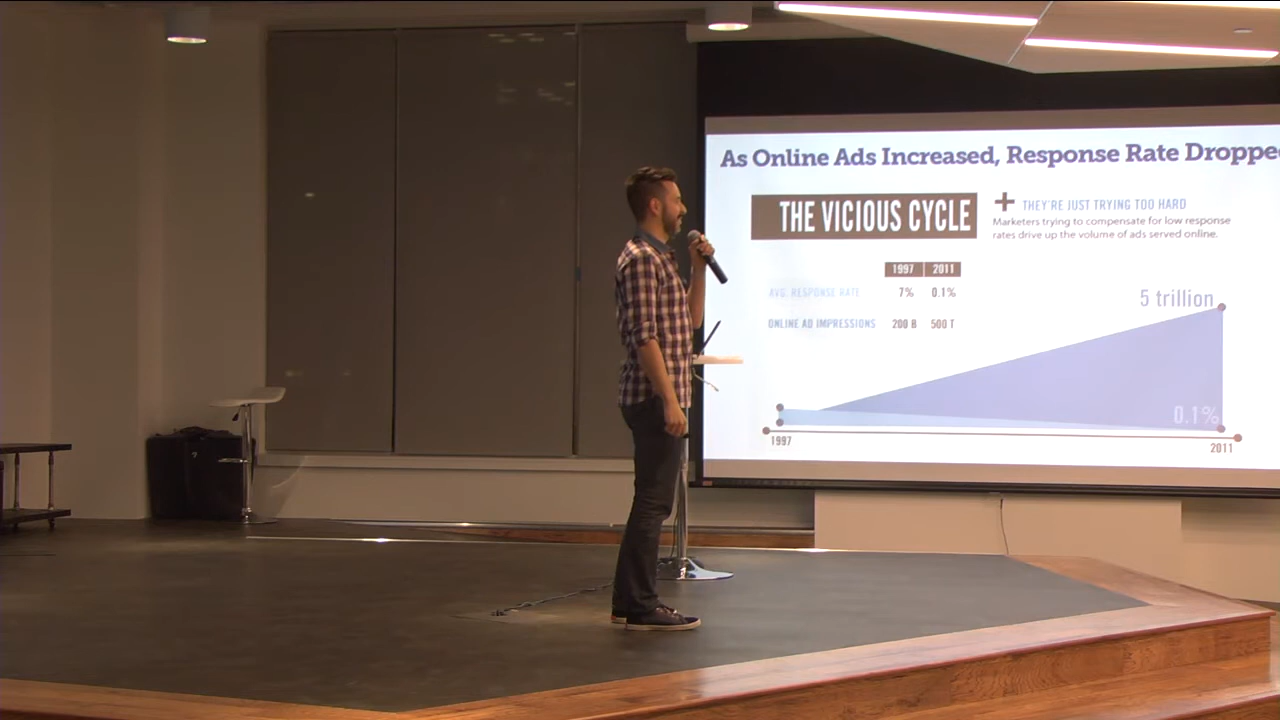 As Online Ads Increased, Response Rate Droppe
THE VICIOUS CYCLE
+ THEY'RE JUST TRYING TOO HARD
Marketers trying to compensate for low response
rates drive up the volume of ads served online.
1997 2011
AVG. RESPONSE RATE 7% 0.1%
ONLINE AD IMPRESSIONS 200 B 500 T
5 trillion
0.1%
1997
2011